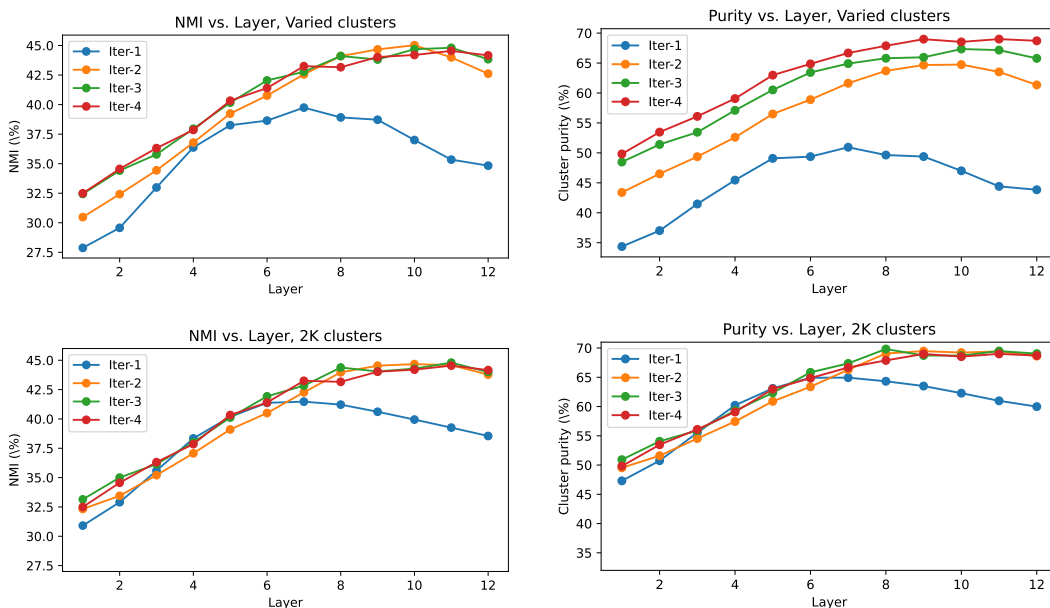 NMI vs. Layer, Varied clusters
45.0
42.5
40.0
37.5
35.0
32.5
30.0
27.5
NMI (\%)
Iter-1
Iter-2
Iter-3
Iter-4
2 4 6 8 10 12
Layer
Purity vs. Layer, Varied clusters
70
65
60
55
50
45
40
35
Cluster purity (\%)
Iter-1
Iter-2
Iter-3
Iter-4
2 4 6 8 10 12
Layer
NMI vs. Layer, 2K clusters
45.0
42.5
40.0
37.5
35.0
32.5
30.0
27.5
NMI (\%)
Iter-1
Iter-2
Iter-3
Iter-4
2 4 6 8 10 12
Layer
Purity vs. Layer, 2K clusters
70
65
60
55
50
45
40
35
Cluster purity (\%)
Iter-1
Iter-2
Iter-3
Iter-4
2 4 6 8 10 12
Layer